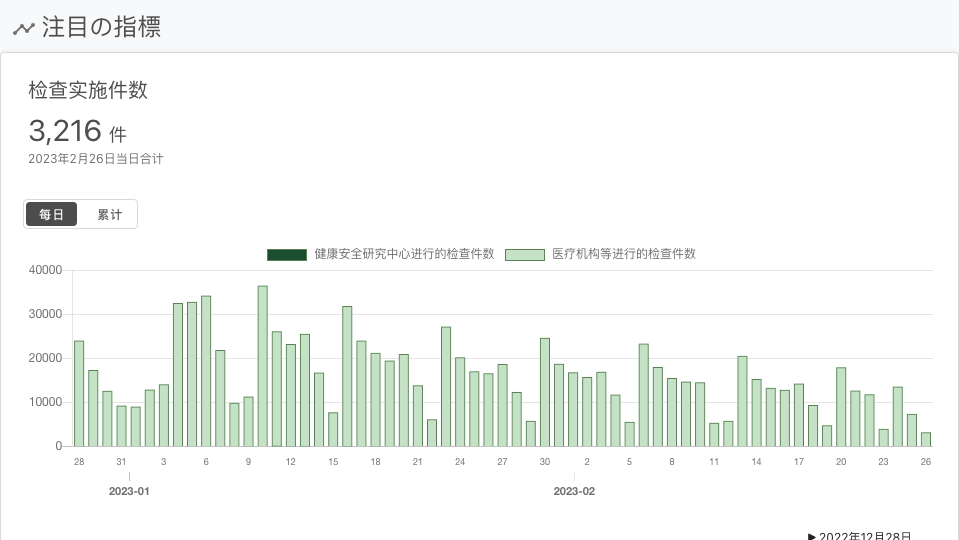 注目の指標
检查实施件数
3,216 件
2023年2月26日当日合计
每日 累计
健康安全研究中心进行的检查件数 医疗机构等进行的检查件数
40000
30000
20000
10000
0
28 31 3 6 9 12 15 18 21 24 27 30 2 5 8 11 14 17 20 23 26
2023-01 2023-02
▶ 2022年12月28日